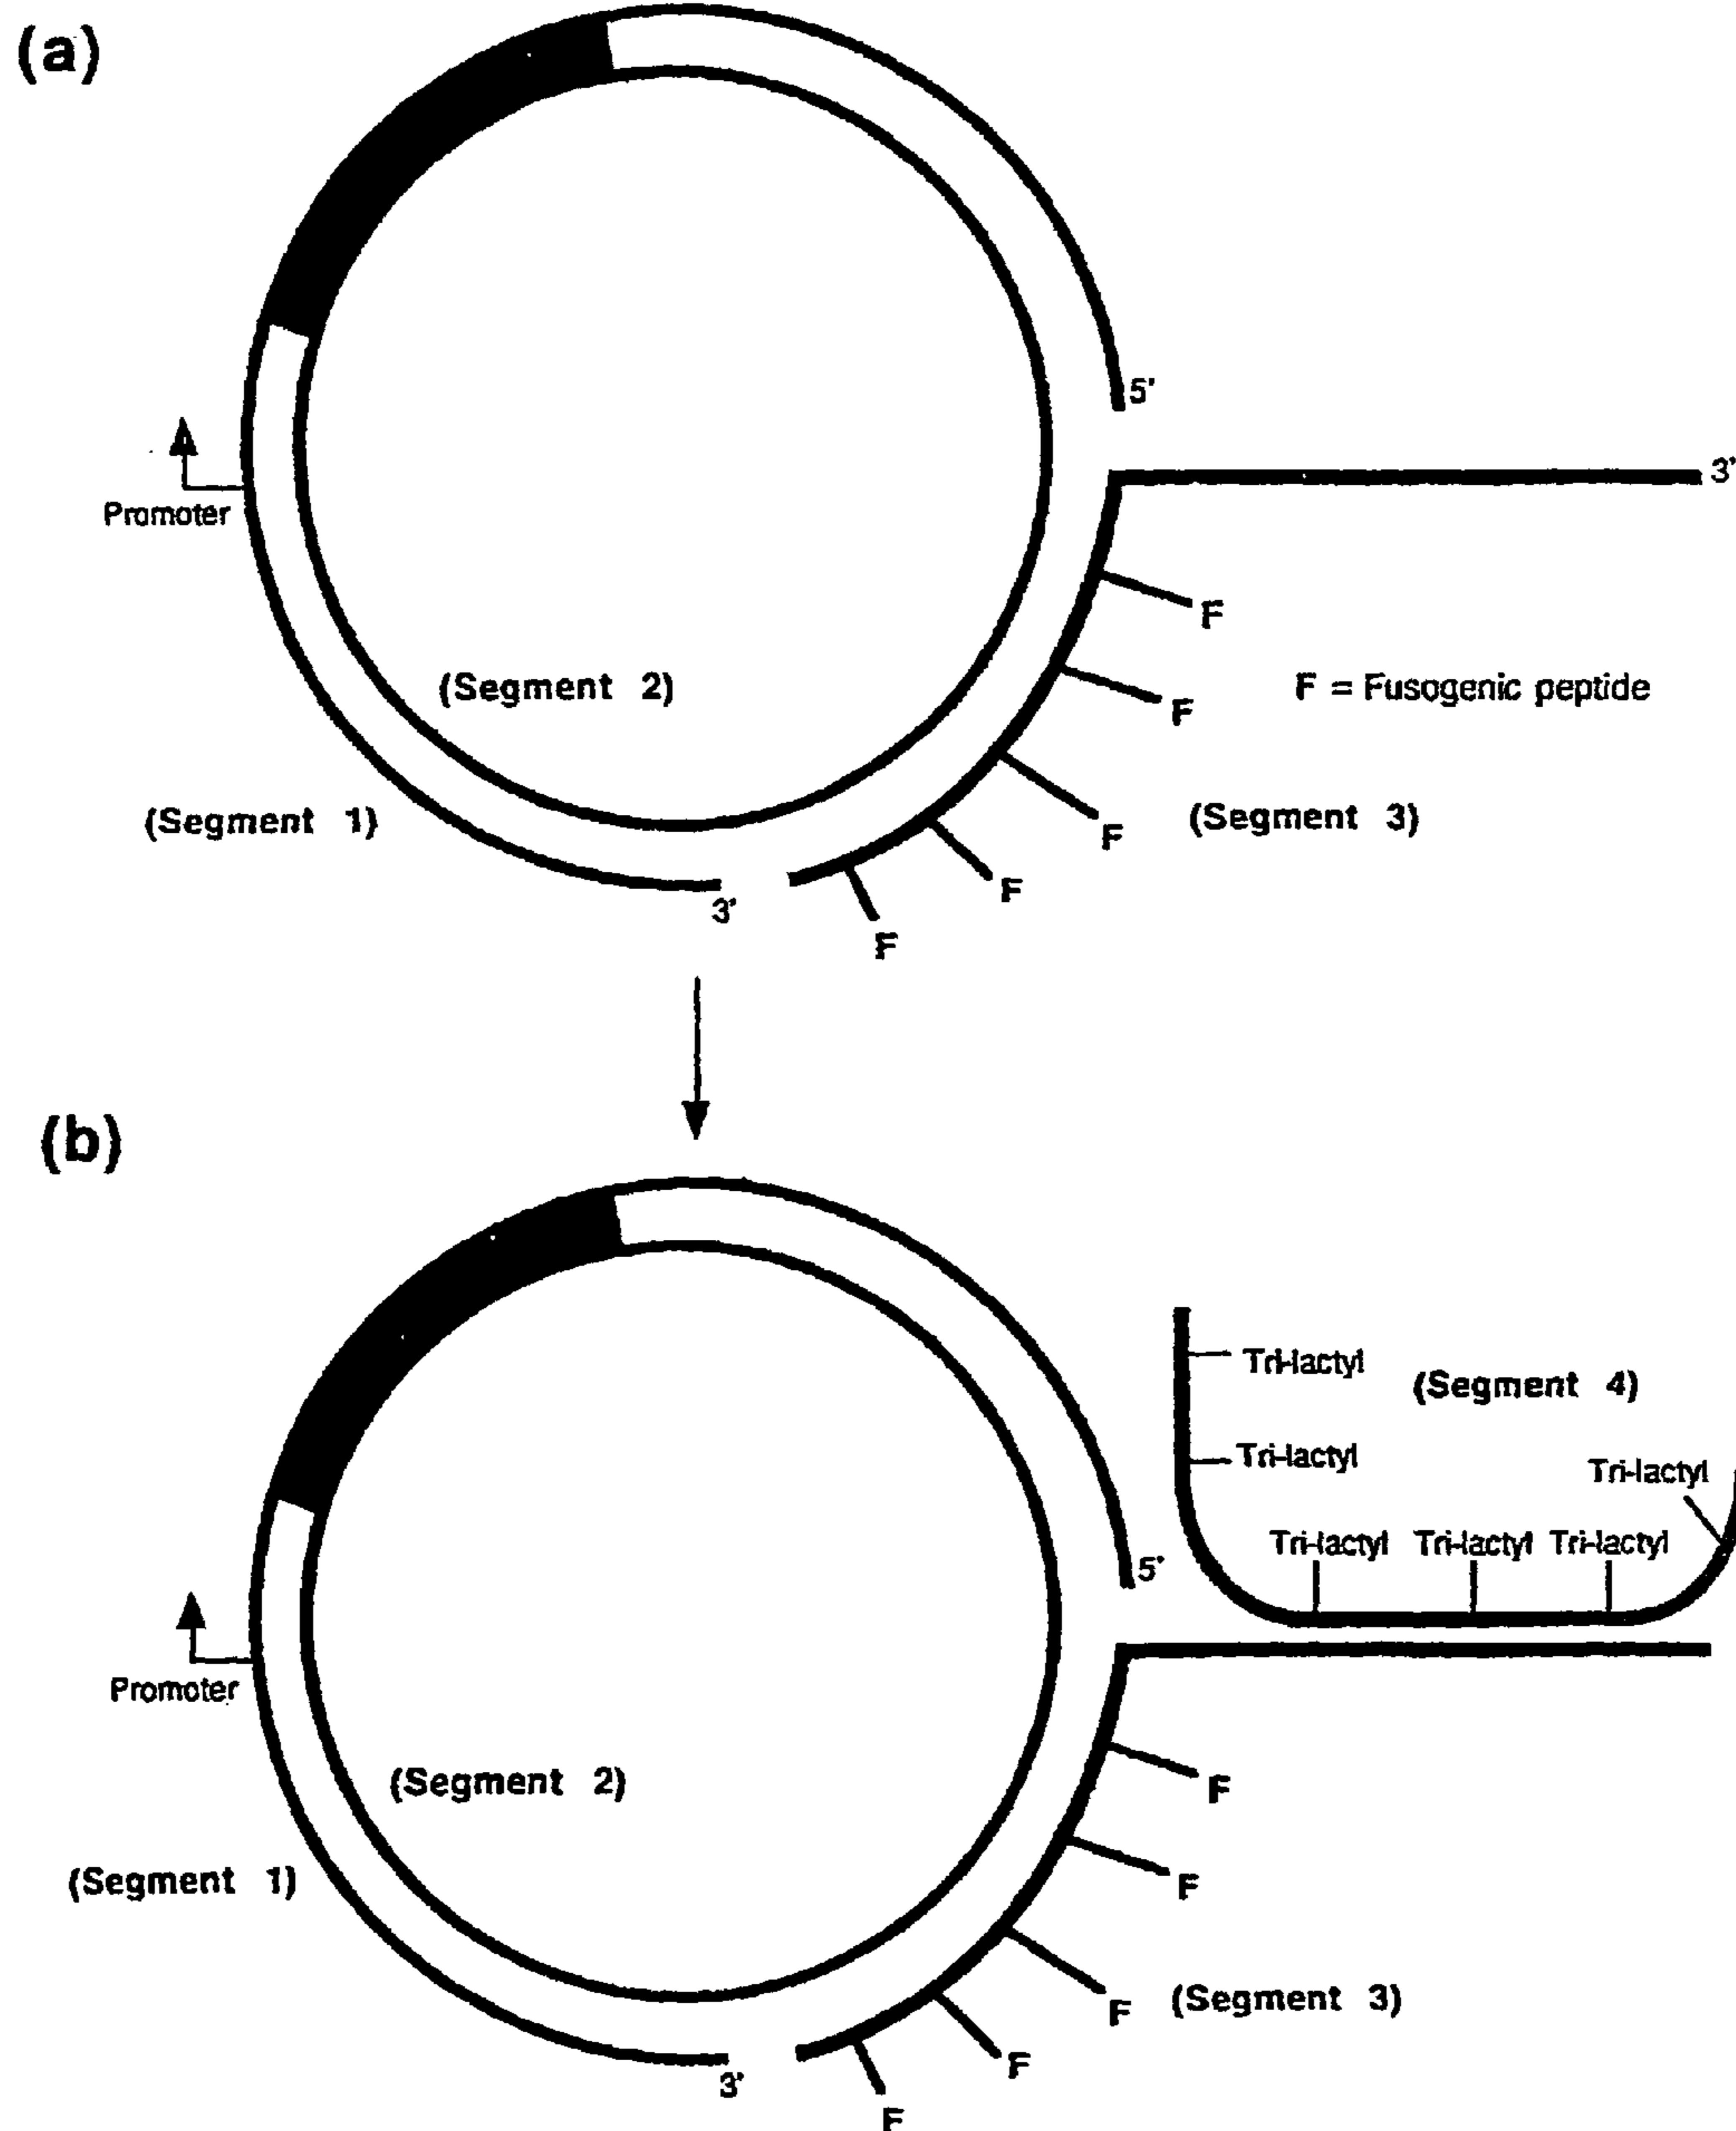 (a)
5'
3'
Promoter
F
(Segment 2)
F
F = Fusogenic peptide
(Segment 1)
F
(Segment 3)
F
3'
F
(b)
Tri-lactyl
(Segment 4)
Tri-lactyl
Tri-lactyl
Tri-lactyl Tri-lactyl Tri-lactyl
5'
Promoter
(Segment 2)
F
(Segment 1)
F
F
(Segment 3)
F
3'
F